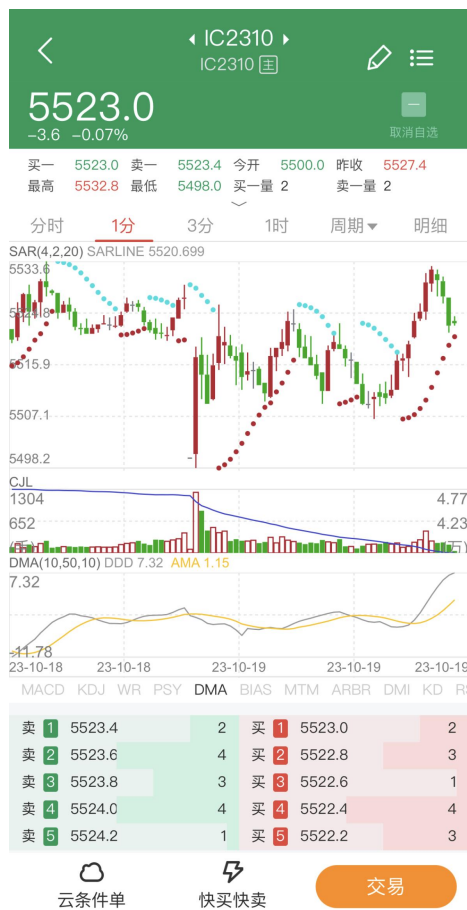 IC2310
IC2310 主
5523.0
-3.6 -0.07%
取消自选
买一 5523.0 卖一 5523.4 今开 5500.0 昨收 5527.4
最高 5532.8 最低 5498.0 买一量 2 卖一量 2
分时 1分 3分 1时 周期 明细
SAR(4,2,20) SARLINE 5520.699
5533.6
5515.9
5507.1
5498.2
CJL
1304 4.77
652 4.23
DMA(10,50,10) DDD 7.32 AMA 1.15
7.32
-11.78
23-10-18 23-10-18 23-10-19 23-10-19 23-10-19
MACD KDJ WR PSY DMA BIAS MTM ARBR DMI KD
卖 1 5523.4 2 买 1 5523.0 2
卖 2 5523.6 4 买 2 5522.8 3
卖 3 5523.8 3 买 3 5522.6 1
卖 4 5524.0 4 买 4 5522.4 4
卖 5 5524.2 1 买 5 5522.2 3
云条件单 快买快卖 交易